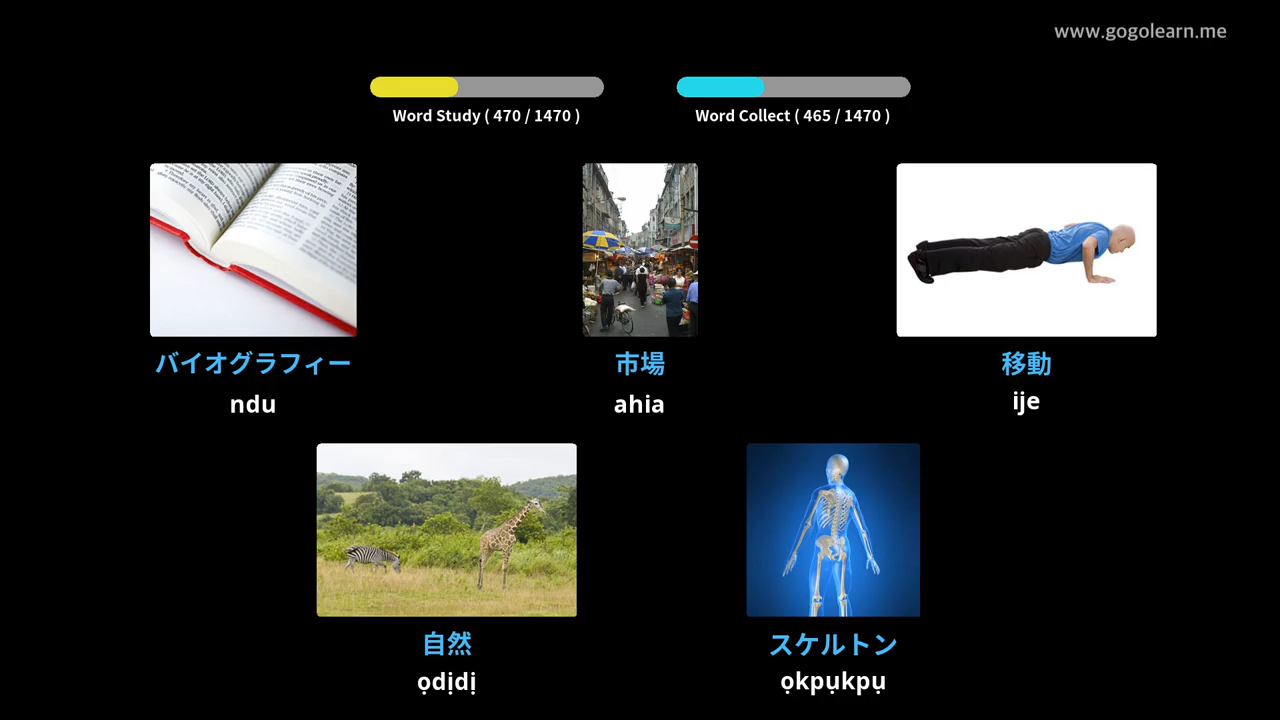 www.gogolearn.me
Word Study ( 470 / 1470 )
Word Collect ( 465 / 1470 )
バイオグラフィー
市場
移動
ndu
ahia
ije
自然
スケルトン
ọdịdị
ọkpụkpụ